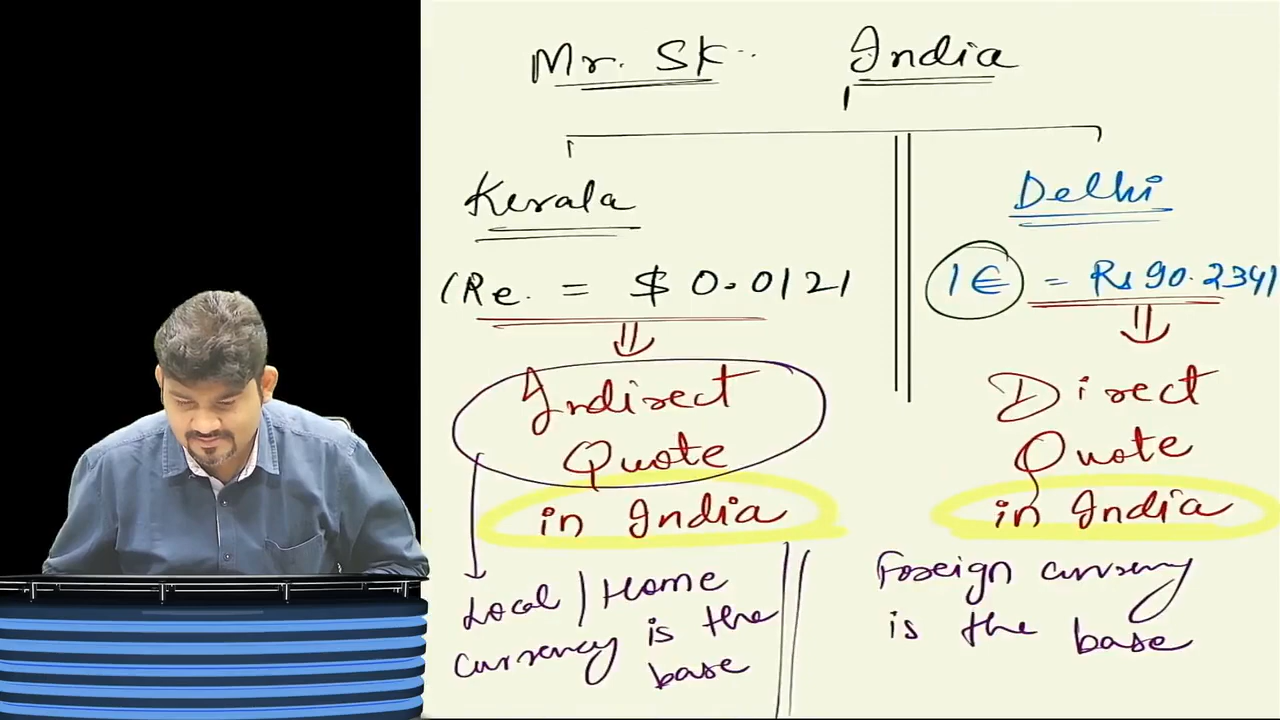 Mr. SK.. India
Kerala
1Re. = $ 0.0121
Indirect
Quote
in India
Local / Home
currency is the
base
Delhi
1€ = Rs 90.2341
Direct
Quote
in India
Foreign currency
is the base